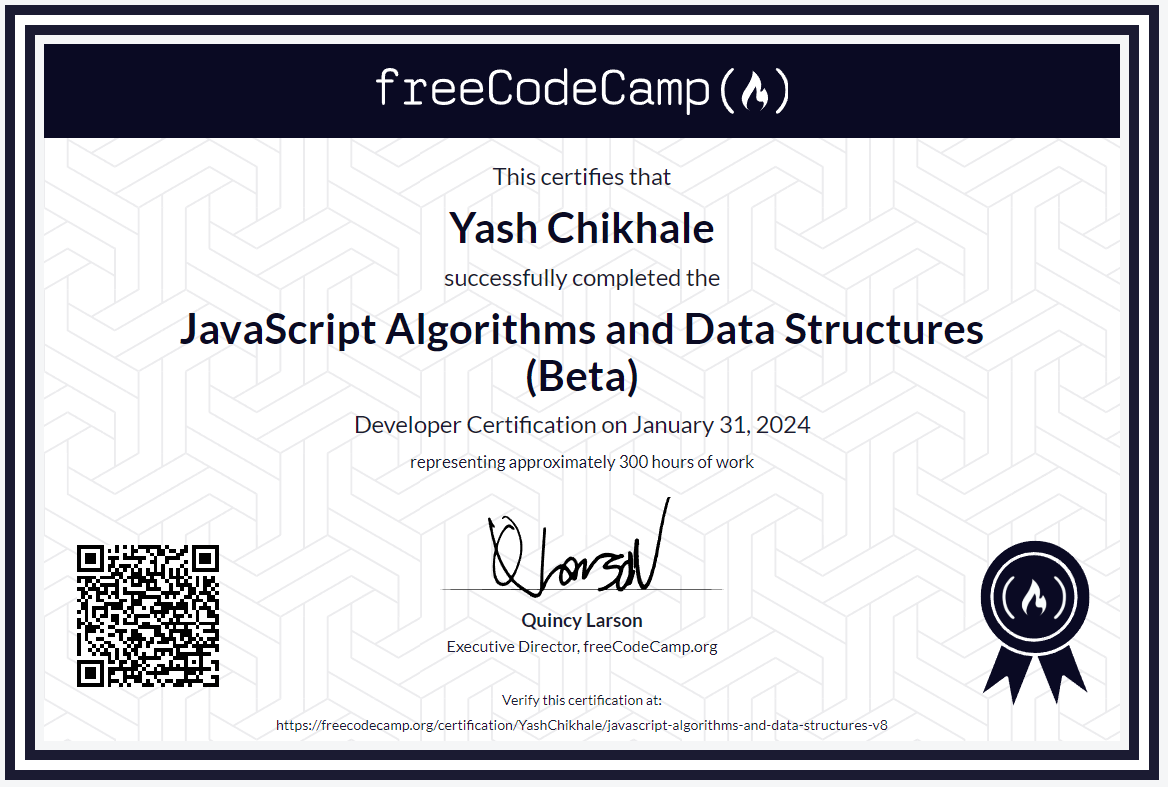 freeCodeCamp(🔥)
This certifies that
Yash Chikhale
successfully completed the
JavaScript Algorithms and Data Structures
(Beta)
Developer Certification on January 31, 2024
representing approximately 300 hours of work
Q Larson
Quincy Larson
Executive Director, freeCodeCamp.org
Verify this certification at:
https://freecodecamp.org/certification/YashChikhale/javascript-algorithms-and-data-structures-v8